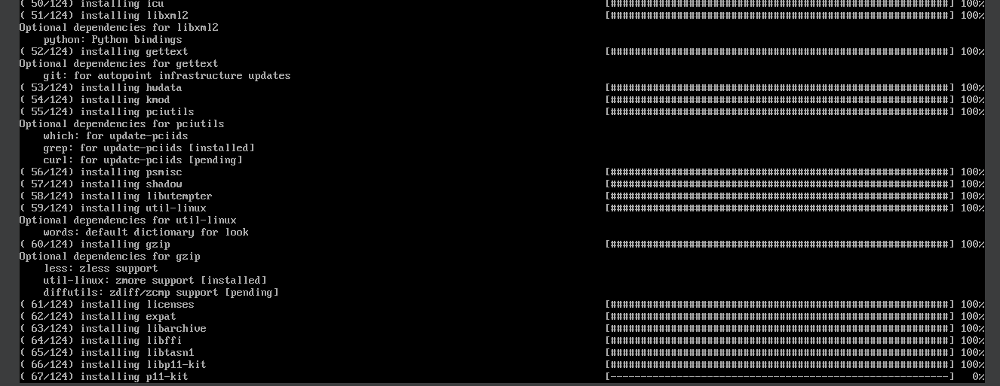 ( 50/124) installing icu [########################################################] 100%
( 51/124) installing libxml2 [########################################################] 100%
Optional dependencies for libxml2
    python: Python bindings
( 52/124) installing gettext [########################################################] 100%
Optional dependencies for gettext
    git: for autopoint infrastructure updates
( 53/124) installing hwdata [########################################################] 100%
( 54/124) installing kmod [########################################################] 100%
( 55/124) installing pciutils [########################################################] 100%
Optional dependencies for pciutils
    which: for update-pciids
    grep: for update-pciids [installed]
    curl: for update-pciids [pending]
( 56/124) installing psmisc [########################################################] 100%
( 57/124) installing shadow [########################################################] 100%
( 58/124) installing libutempter [########################################################] 100%
( 59/124) installing util-linux [########################################################] 100%
Optional dependencies for util-linux
    words: default dictionary for look
( 60/124) installing gzip [########################################################] 100%
Optional dependencies for gzip
    less: zless support
    util-linux: zmore support [installed]
    diffutils: zdiff/zcmp support [pending]
( 61/124) installing licenses [########################################################] 100%
( 62/124) installing expat [########################################################] 100%
( 63/124) installing libarchive [########################################################] 100%
( 64/124) installing libffi [########################################################] 100%
( 65/124) installing libtasn1 [########################################################] 100%
( 66/124) installing libp11-kit [########################################################] 100%
( 67/124) installing p11-kit [--------------------------------------------------------] 0%